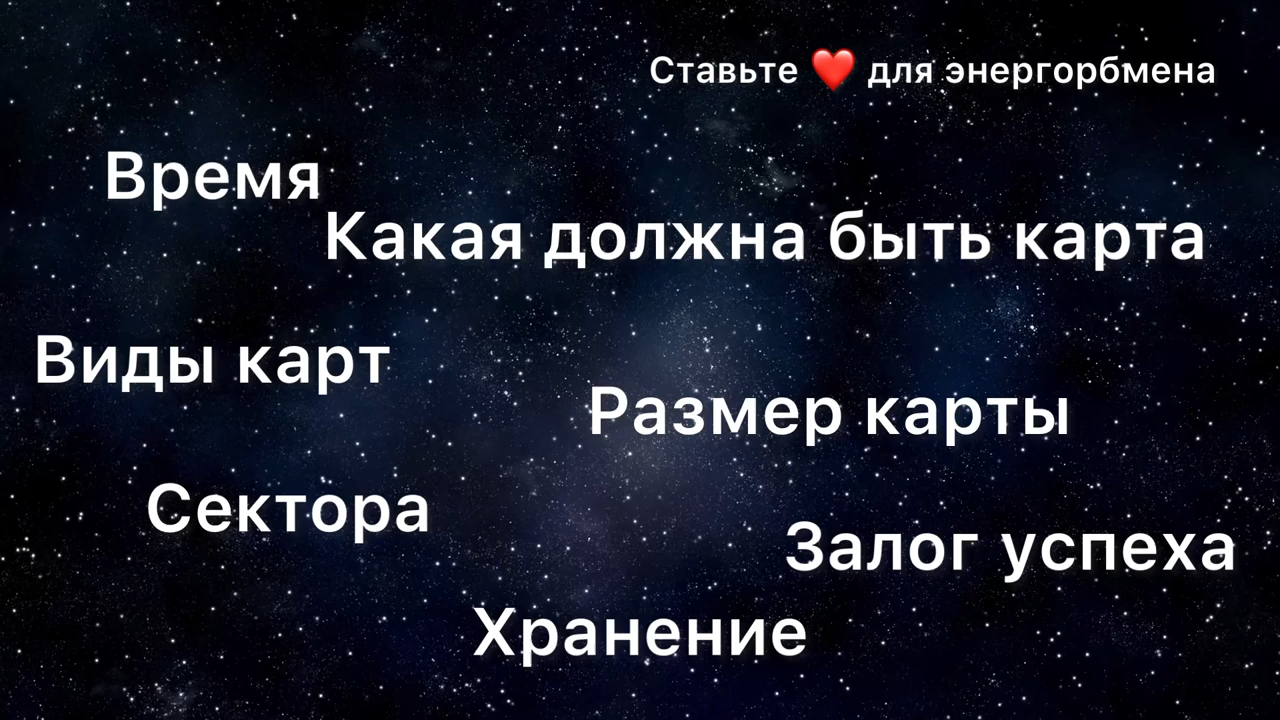 Ставьте ❤️ для энергорбмена
Время
Какая должна быть карта
Виды карт
Размер карты
Сектора
Залог успеха
Хранение